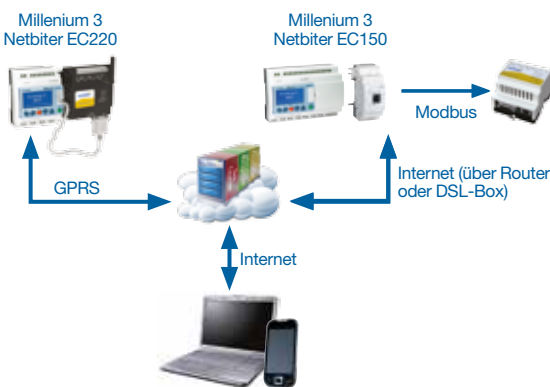 Millenium 3
Netbiter EC220
Millenium 3
Netbiter EC150
Modbus
GPRS
Internet (über Router
oder DSL-Box)
Internet